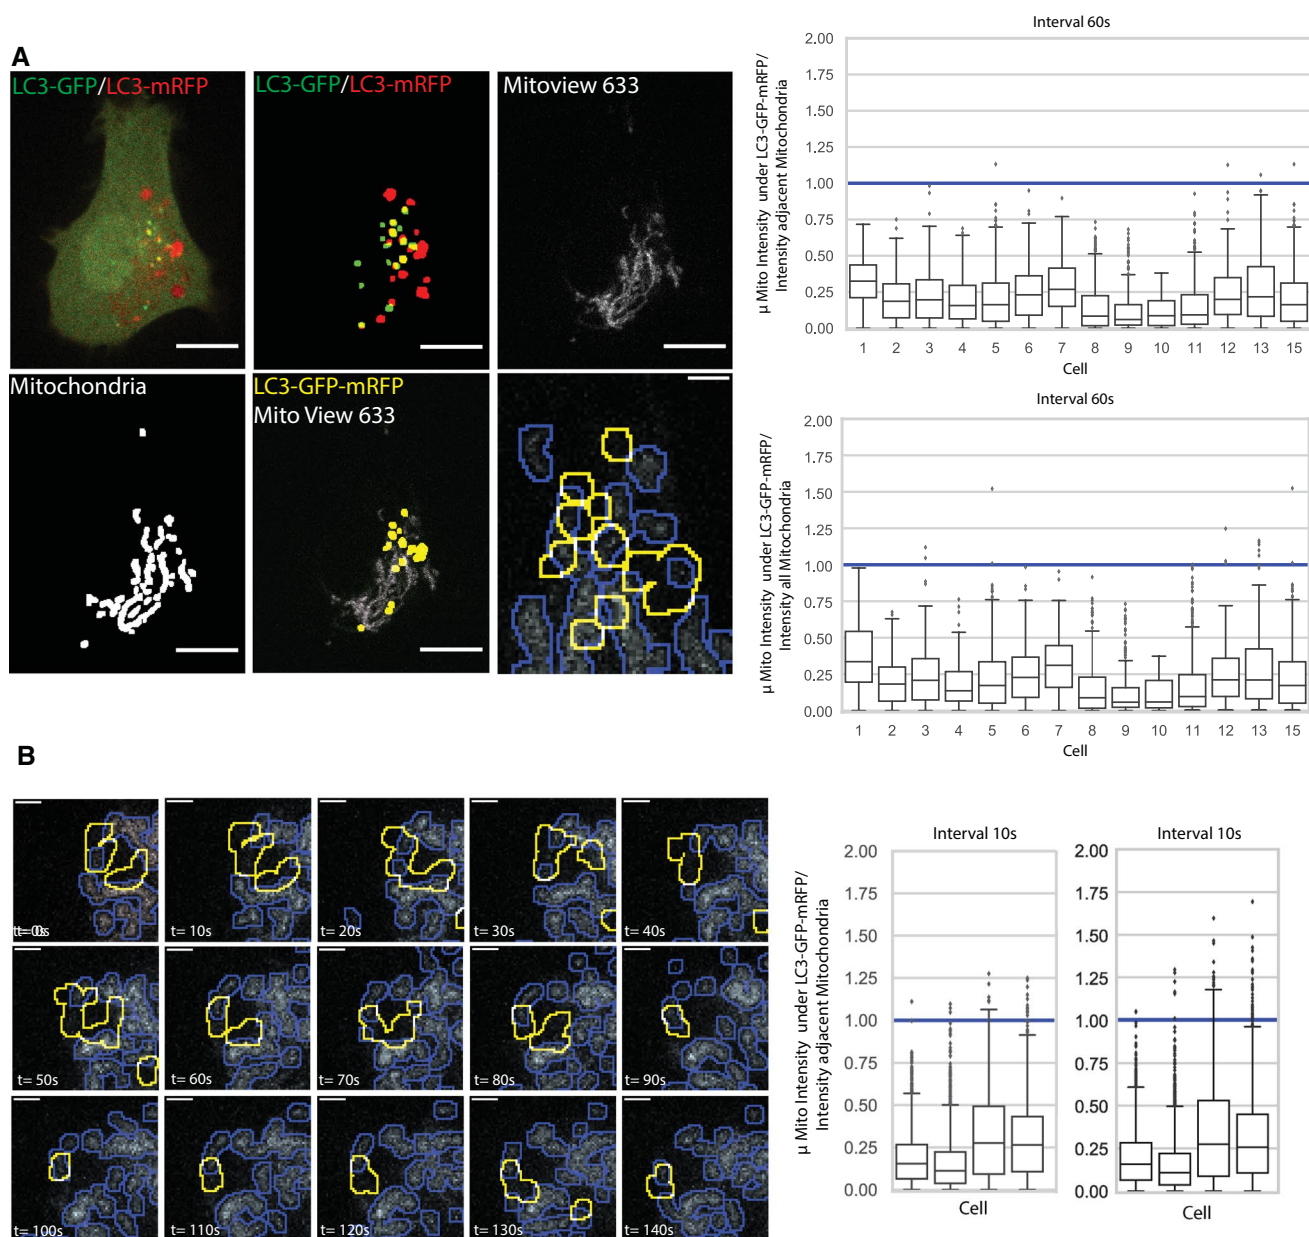 A
LC3-GFP/LC3-mRFP
LC3-GFP/LC3-mRFP
Mitoview 633
Mitochondria
LC3-GFP-mRFP
Mito View 633
Interval 60s
µ Mito Intensity under LC3-GFP-mRFP/
Intensity adjacent Mitochondria
2.00
1.75
1.50
1.25
1.00
0.75
0.50
0.25
0.00
1 2 3 4 5 6 7 8 9 10 11 12 13 15
Cell
Interval 60s
µ Mito Intensity under LC3-GFP-mRFP/
Intensity all Mitochondria
2.00
1.75
1.50
1.25
1.00
0.75
0.50
0.25
0.00
1 2 3 4 5 6 7 8 9 10 11 12 13 15
Cell
B
t= 0s
t= 10s
t= 20s
t= 30s
t= 40s
t= 50s
t= 60s
t= 70s
t= 80s
t= 90s
t= 100s
t= 110s
t= 120s
t= 130s
t= 140s
Interval 10s
µ Mito Intensity under LC3-GFP-mRFP/
Intensity adjacent Mitochondria
2.00
1.75
1.50
1.25
1.00
0.75
0.50
0.25
0.00
Cell
Interval 10s
2.00
1.75
1.50
1.25
1.00
0.75
0.50
0.25
0.00
Cell